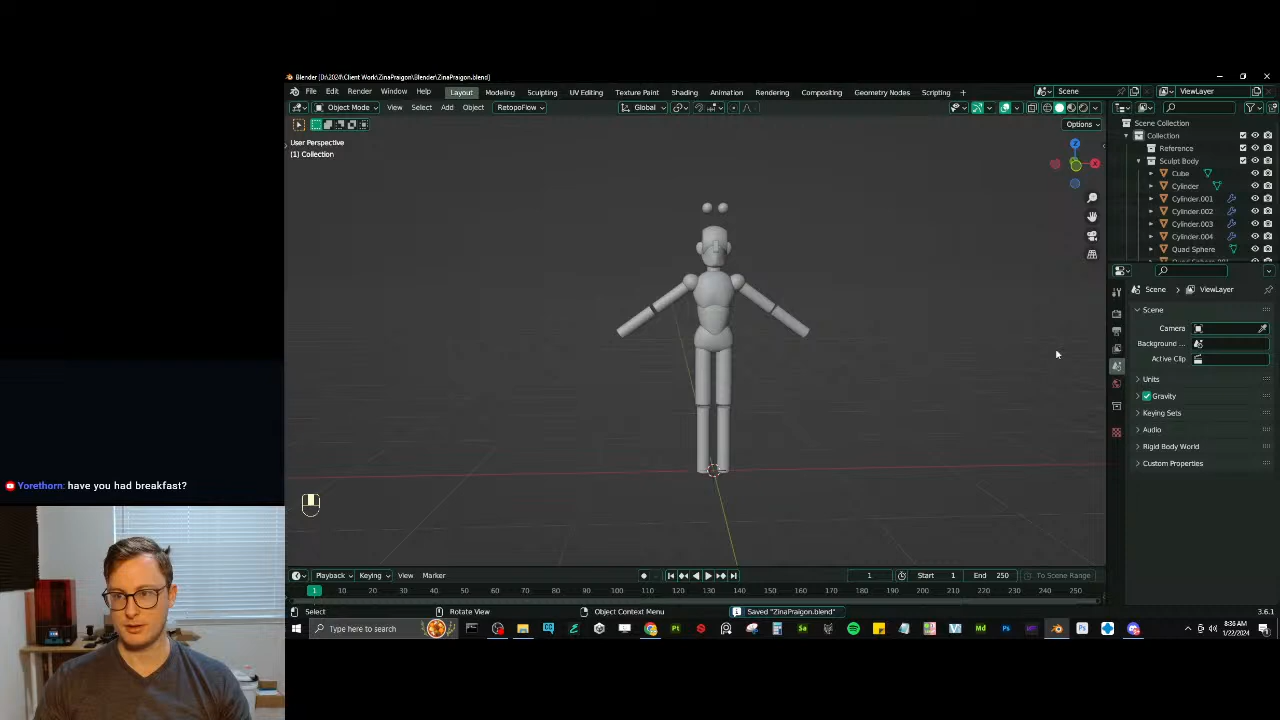 Blender [D:\2024\Client Work\ZinaPraigon\Blender\ZinaPraigon.blend]
File Edit Render Window Help Layout Modeling Sculpting UV Editing Texture Paint Shading Animation Rendering Compositing Geometry Nodes Scripting Scene ViewLayer
Object Mode View Select Add Object RetopoFlow Global
Options
User Perspective
(1) Collection
Z
X
Scene Collection
Collection
Reference
Sculpt Body
Cube
Cylinder
Cylinder.001
Cylinder.002
Cylinder.003
Cylinder.004
Quad Sphere
Scene ViewLayer
Scene
Camera
Background ...
Active Clip
Units
Gravity
Keying Sets
Audio
Rigid Body World
Custom Properties
Yorethorn: have you had breakfast?
Playback Keying View Marker 1 Start 1 End 250 To Scene Range
1 10 20 30 40 50 60 70 80 90 100 110 120 130 140 150 160 170 180 190 200 210 220 230 240 250
Select Rotate View Object Context Menu Saved "ZinaPraigon.blend" 3.6.1
Type here to search
8:36 AM
1/22/2024